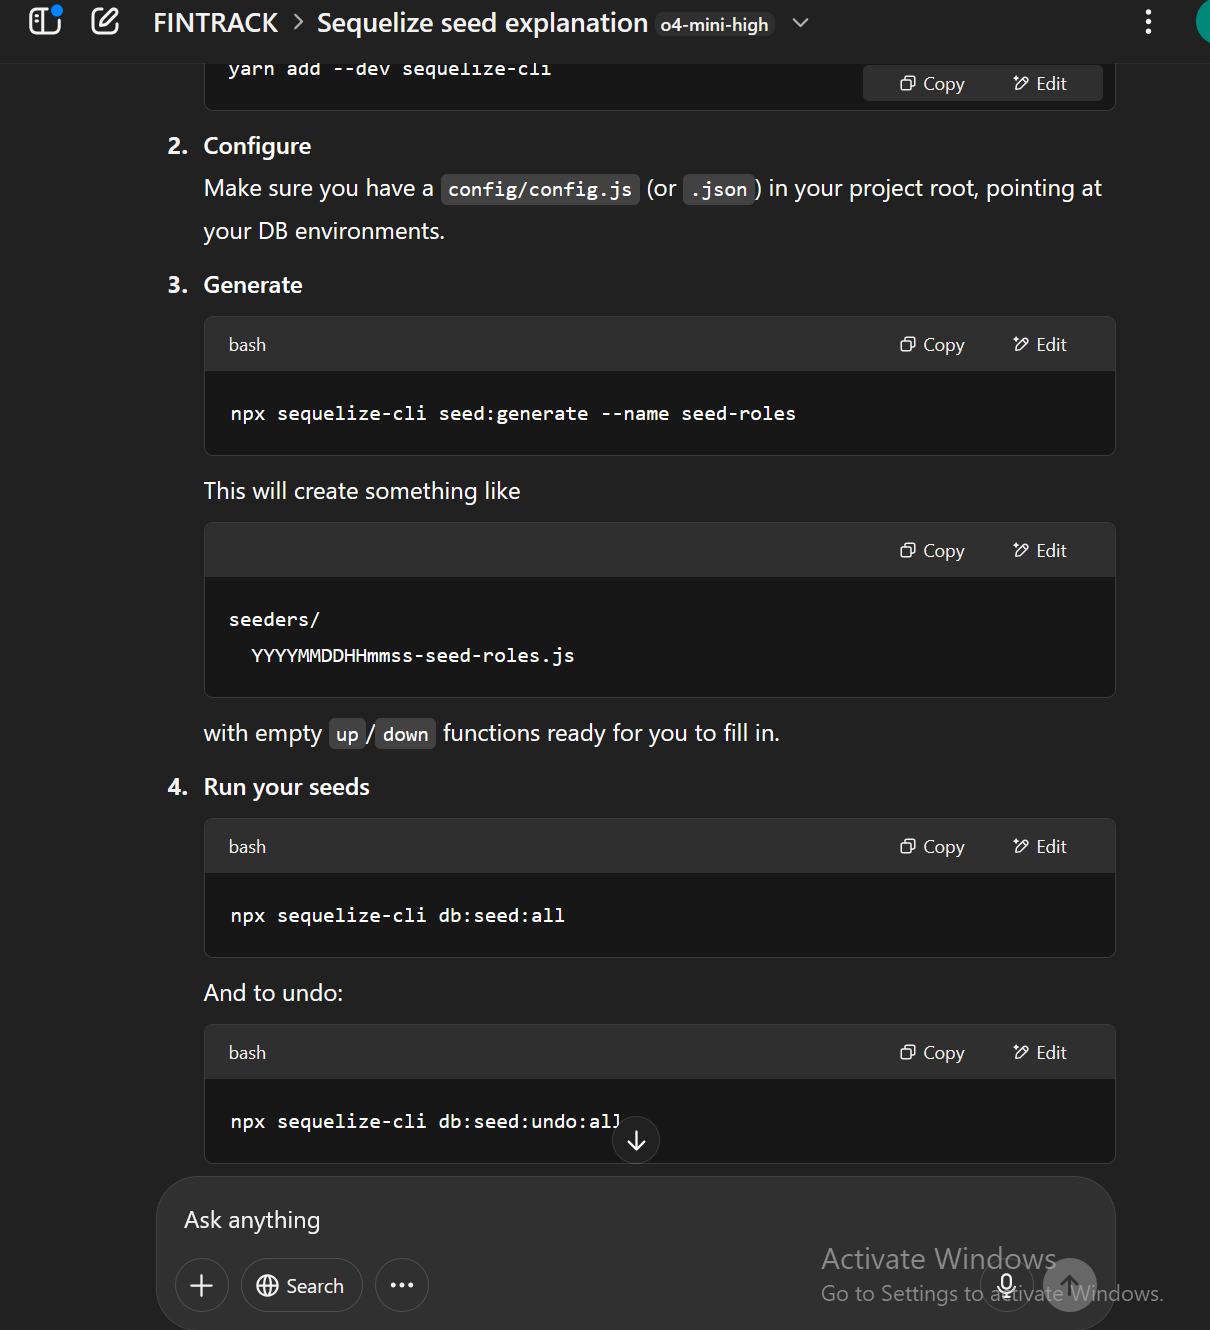 FINTRACK > Sequelize seed explanation o4-mini-high
yarn add --dev sequelize-cli
Copy Edit
2. Configure
Make sure you have a config/config.js (or .json) in your project root, pointing at
your DB environments.
3. Generate
bash Copy Edit
npx sequelize-cli seed:generate --name seed-roles
This will create something like
Copy Edit
seeders/
YYYYMMDDHHmmss-seed-roles.js
with empty up/down functions ready for you to fill in.
4. Run your seeds
bash Copy Edit
npx sequelize-cli db:seed:all
And to undo:
bash Copy Edit
npx sequelize-cli db:seed:undo:all
Ask anything
Search
Activate Windows
Go to Settings to activate Windows.